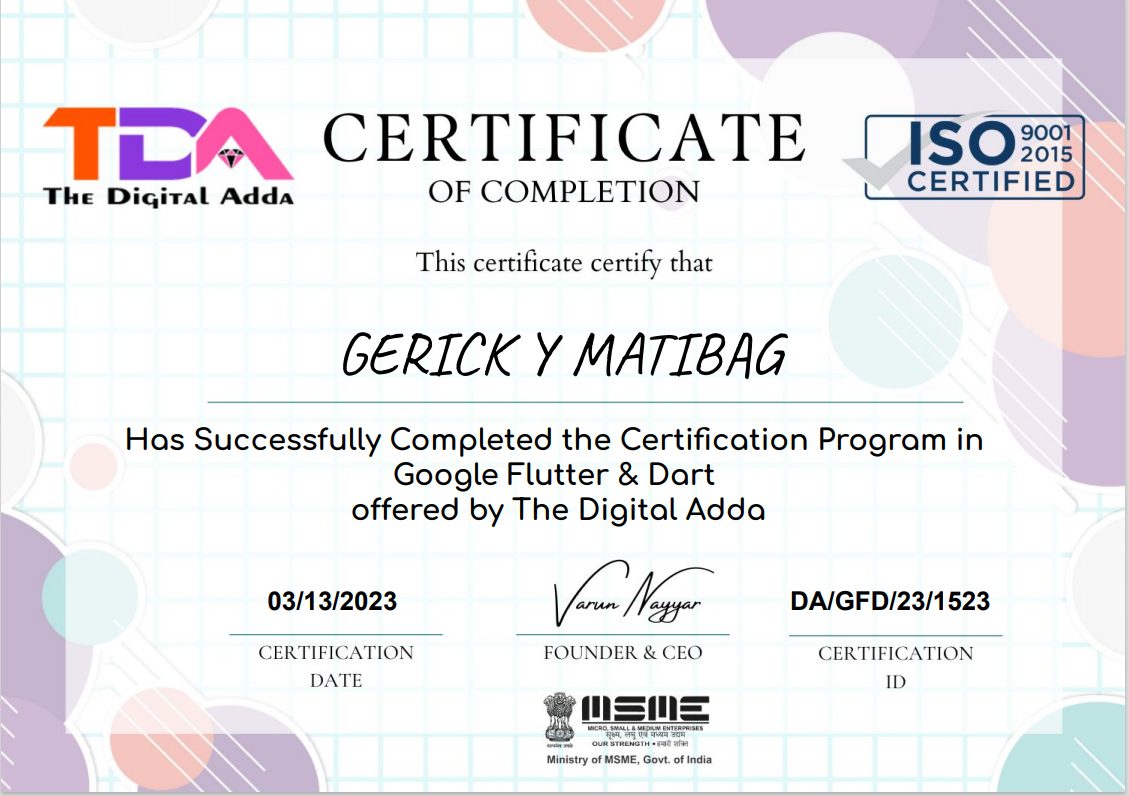 TDA
The Digital Adda
CERTIFICATE
OF COMPLETION
ISO 9001
2015
CERTIFIED
This certificate certify that
GERICK Y MATIBAG
Has Successfully Completed the Certification Program in
Google Flutter & Dart
offered by The Digital Adda
03/13/2023
Varun Nayyar
DA/GFD/23/1523
CERTIFICATION
DATE
FOUNDER & CEO
CERTIFICATION
ID
MSME
MICRO, SMALL & MEDIUM ENTERPRISES
सूक्ष्म, लघु एवं मध्यम उद्यम
OUR STRENGTH • हमारी शक्ति
सत्यमेव जयते
Ministry of MSME, Govt. of India